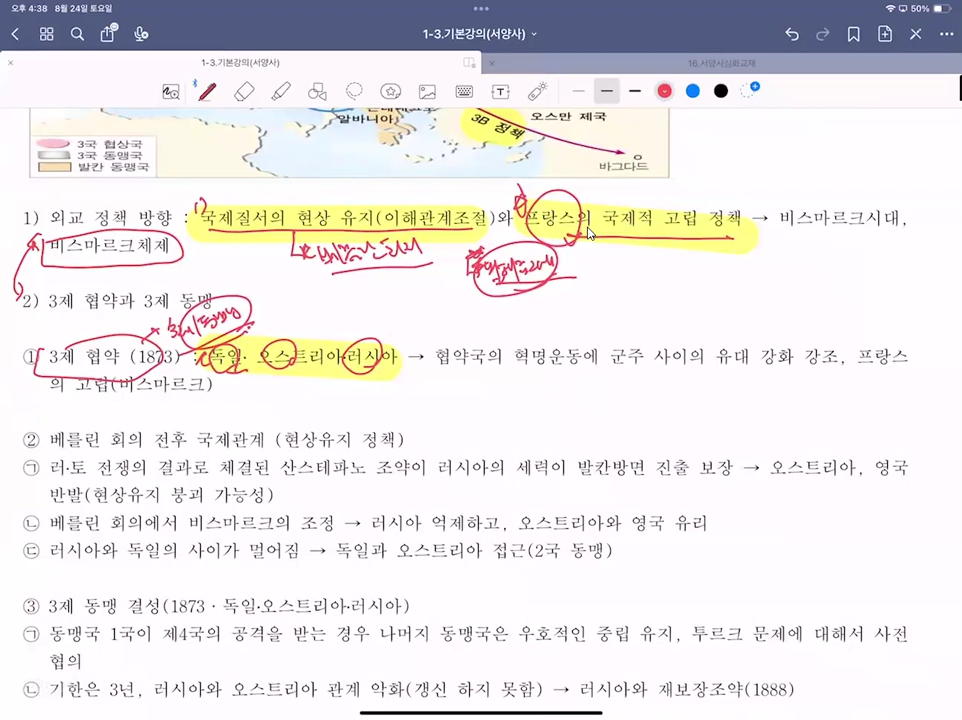 오후 4:38 8월 24일 토요일
50%
1-3.기본강의(서양사)
1-3.기본강의(서양사)
16.서양사심화교재
알바니아
3B 정책
오스만 제국
바그다드
3국 협상국
3국 동맹국
발칸 동맹국
1) 외교 정책 방향 : 국제질서의 현상 유지(이해관계조절)와 프랑스의 국제적 고립 정책 → 비스마르크시대,
비스마르크체제
2) 3제 협약과 3제 동맹
① 3제 협약 (1873) : 독일· 오스트리아·러시아 → 협약국의 혁명운동에 군주 사이의 유대 강화 강조, 프랑스
의 고립(비스마르크)
② 베를린 회의 전후 국제관계 (현상유지 정책)
㉠ 러·토 전쟁의 결과로 체결된 산스테파노 조약이 러시아의 세력이 발칸방면 진출 보장 → 오스트리아, 영국
반발(현상유지 붕괴 가능성)
㉡ 베를린 회의에서 비스마르크의 조정 → 러시아 억제하고, 오스트리아와 영국 유리
㉢ 러시아와 독일의 사이가 멀어짐 → 독일과 오스트리아 접근(2국 동맹)
③ 3제 동맹 결성(1873 · 독일·오스트리아·러시아)
㉠ 동맹국 1국이 제4국의 공격을 받는 경우 나머지 동맹국은 우호적인 중립 유지, 투르크 문제에 대해서 사전
협의
㉡ 기한은 3년, 러시아와 오스트리아 관계 악화(갱신 하지 못함) → 러시아와 재보장조약(1888)